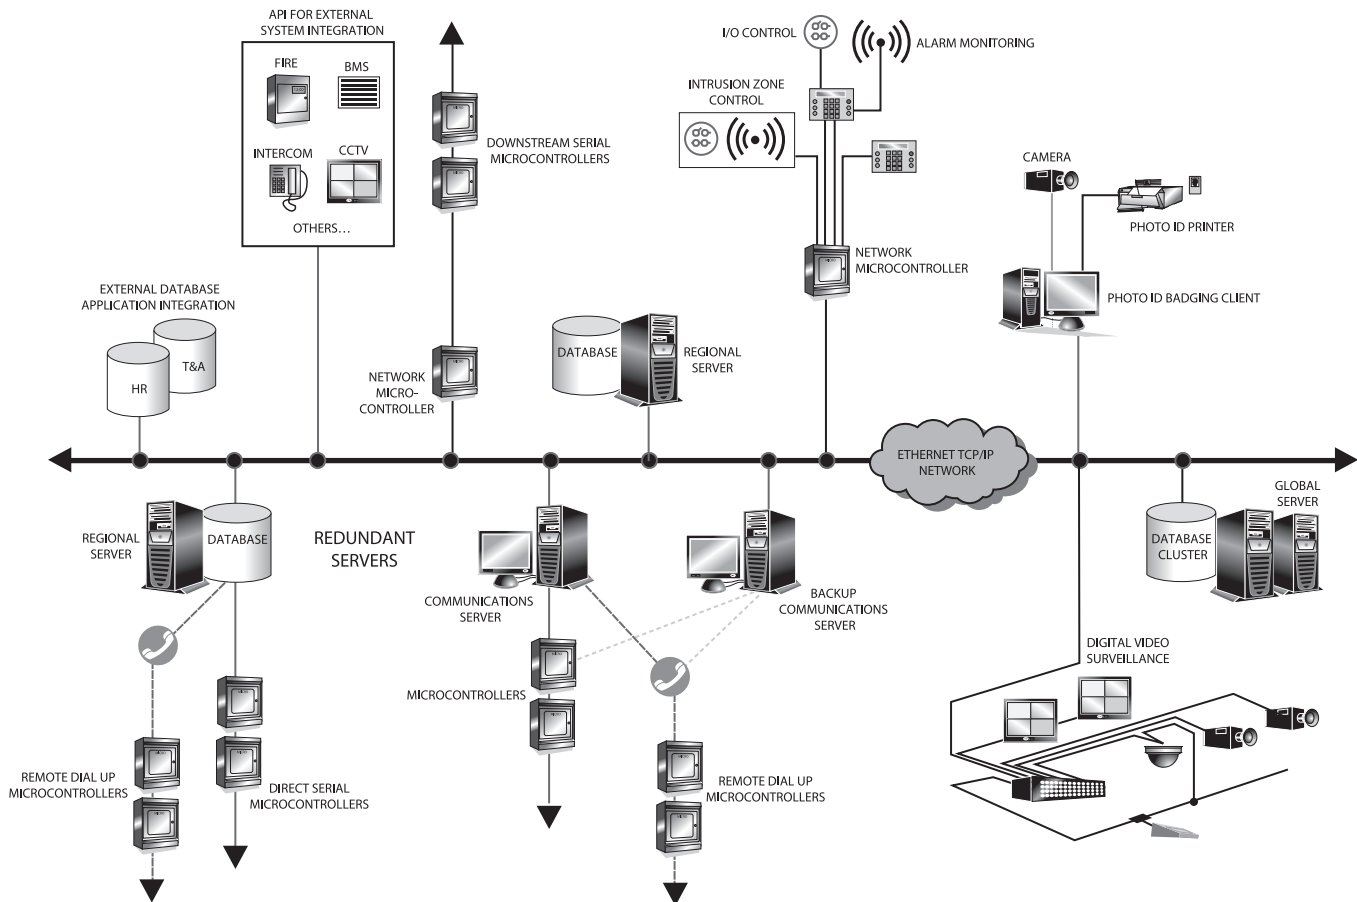 API FOR EXTERNAL
SYSTEM INTEGRATION
FIRE
BMS
INTERCOM
CCTV
OTHERS...
DOWNSTREAM SERIAL
MICROCONTROLLERS
I/O CONTROL
ALARM MONITORING
INTRUSION ZONE
CONTROL
NETWORK
MICROCONTROLLER
CAMERA
PHOTO ID PRINTER
PHOTO ID BADGING CLIENT
EXTERNAL DATABASE
APPLICATION INTEGRATION
T&A
HR
NETWORK
MICRO-
CONTROLLER
DATABASE
REGIONAL
SERVER
ETHERNET TCP/IP
NETWORK
REGIONAL
SERVER
DATABASE
REDUNDANT
SERVERS
COMMUNICATIONS
SERVER
BACKUP
COMMUNICATIONS
SERVER
GLOBAL
SERVER
DATABASE
CLUSTER
MICROCONTROLLERS
DIGITAL VIDEO
SURVEILLANCE
REMOTE DIAL UP
MICROCONTROLLERS
DIRECT SERIAL
MICROCONTROLLERS
REMOTE DIAL UP
MICROCONTROLLERS